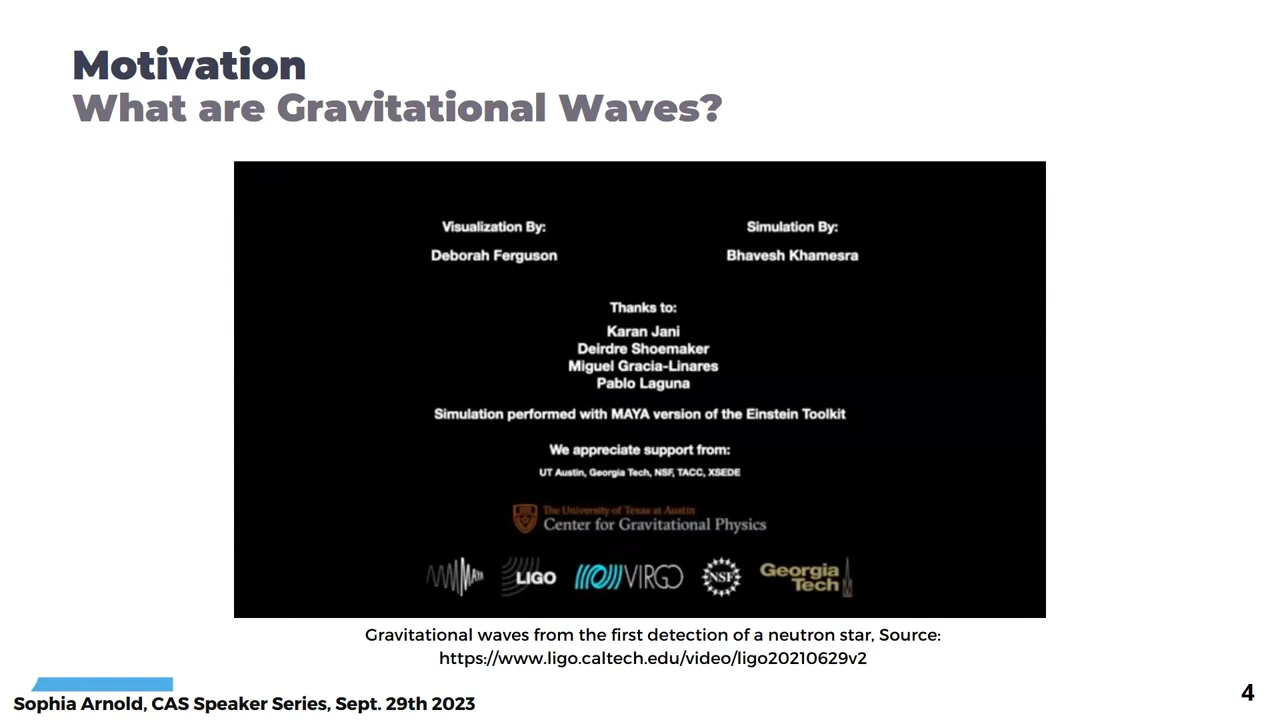 Motivation
What are Gravitational Waves?
Visualization By:
Deborah Ferguson
Simulation By:
Bhavesh Khamesra
Thanks to:
Karan Jani
Deirdre Shoemaker
Miguel Gracia-Linares
Pablo Laguna
Simulation performed with MAYA version of the Einstein Toolkit
We appreciate support from:
UT Austin, Georgia Tech, NSF, TACC, XSEDE
The University of Texas at Austin
Center for Gravitational Physics
MAYA
LIGO
VIRGO
NSF
Georgia
Tech
Gravitational waves from the first detection of a neutron star, Source:
https://www.ligo.caltech.edu/video/ligo20210629v2
Sophia Arnold, CAS Speaker Series, Sept. 29th 2023
4